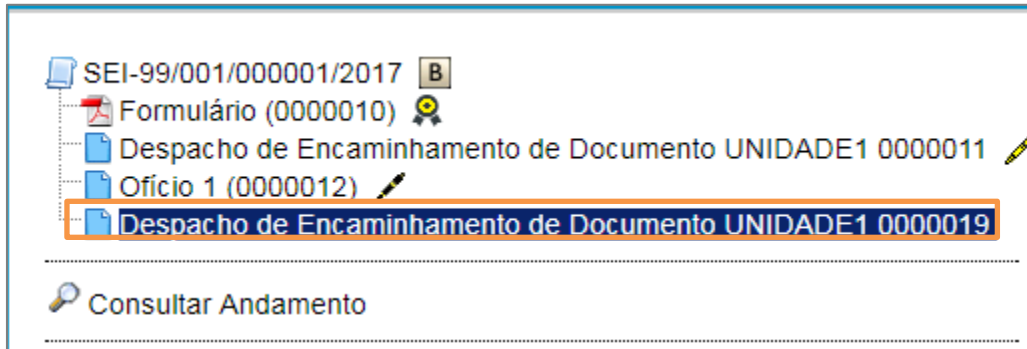 SEI-99/001/000001/2017 B
Formulário (0000010)
Despacho de Encaminhamento de Documento UNIDADE1 0000011
Ofício 1 (0000012)
Despacho de Encaminhamento de Documento UNIDADE1 0000019
Consultar Andamento